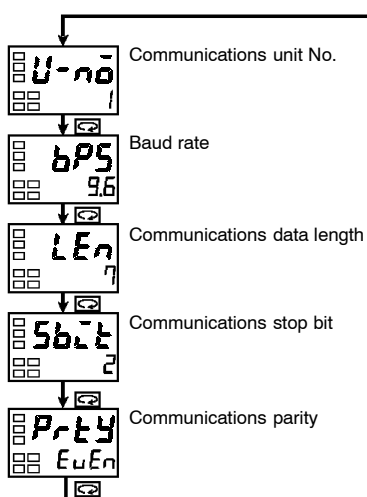 U-no
1
Communications unit No.
bPS
9.6
Baud rate
LEn
7
Communications data length
Sbit
2
Communications stop bit
PrtY
EvEn
Communications parity